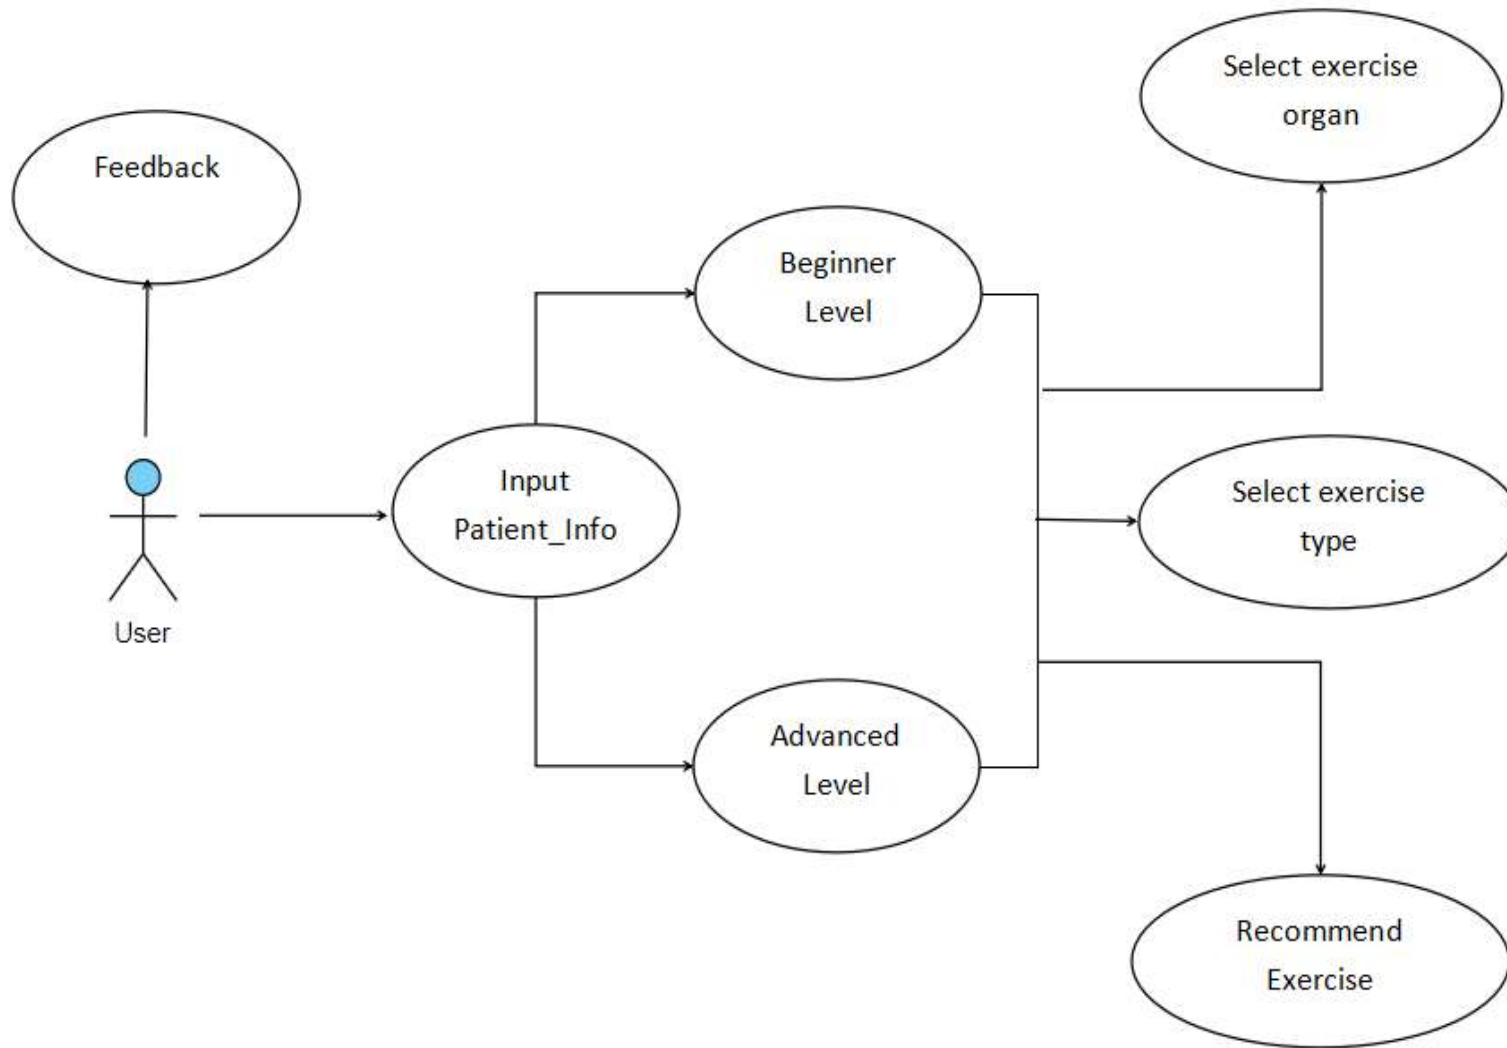 Select exercise
organ
Feedback
Beginner
Level
Input
Patient_Info
Select exercise
type
User
Advanced
Level
Recommend
Exercise